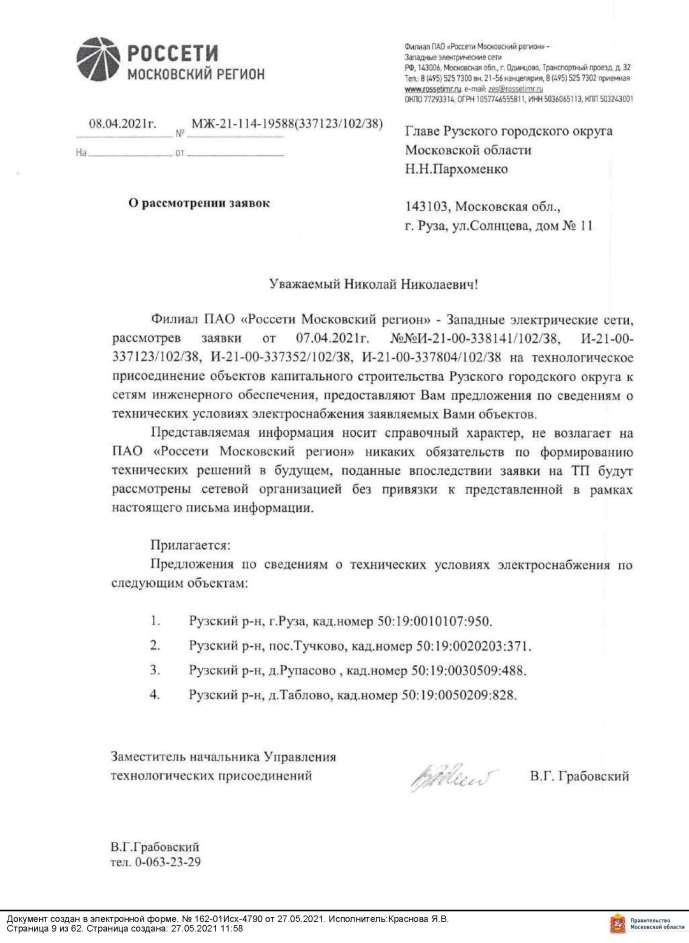 РОССЕТИ
МОСКОВСКИЙ РЕГИОН
Филиал ПАО «Россети Московский регион» –
Западные электрические сети
РФ, 143006, Московская обл., г. Одинцово, Транспортный проезд, д. 32
Тел.: 8 (495) 525 7300 вн. 21-56 канцелярия, 8 (495) 525 7302 приемная
www.rossetimr.ru, e-mail: zes@rossetimr.ru
ОКПО 77293314, ОГРН 1057746555811, ИНН 5036065113, КПП 503243001
08.04.2021г. № МЖ-21-114-19588(337123/102/38)
На от
Главе Рузского городского округа
Московской области
Н.Н.Пархоменко
О рассмотрении заявок
143103, Московская обл.,
г. Руза, ул.Солнцева, дом № 11
Уважаемый Николай Николаевич!
Филиал ПАО «Россети Московский регион» - Западные электрические сети,
рассмотрев заявки от 07.04.2021г. №№И-21-00-338141/102/38, И-21-00-
337123/102/38, И-21-00-337352/102/38, И-21-00-337804/102/38 на технологическое
присоединение объектов капитального строительства Рузского городского округа к
сетям инженерного обеспечения, предоставляют Вам предложения по сведениям о
технических условиях электроснабжения заявляемых Вами объектов.
Представляемая информация носит справочный характер, не возлагает на
ПАО «Россети Московский регион» никаких обязательств по формированию
технических решений в будущем, поданные впоследствии заявки на ТП будут
рассмотрены сетевой организацией без привязки к представленной в рамках
настоящего письма информации.
Прилагается:
Предложения по сведениям о технических условиях электроснабжения по
следующим объектам:
1. Рузский р-н, г.Руза, кад.номер 50:19:0010107:950.
2. Рузский р-н, пос.Тучково, кад.номер 50:19:0020203:371.
3. Рузский р-н, д.Рупасово , кад.номер 50:19:0030509:488.
4. Рузский р-н, д.Таблово, кад.номер 50:19:0050209:828.
Заместитель начальника Управления
технологических присоединений В.Г. Грабовский
В.Г.Грабовский
тел. 0-063-23-29
Документ создан в электронной форме. № 162-01Исх-4790 от 27.05.2021. Исполнитель:Краснова Я.В.
Страница 9 из 62. Страница создана: 27.05.2021 11:58
Правительство
Московской области